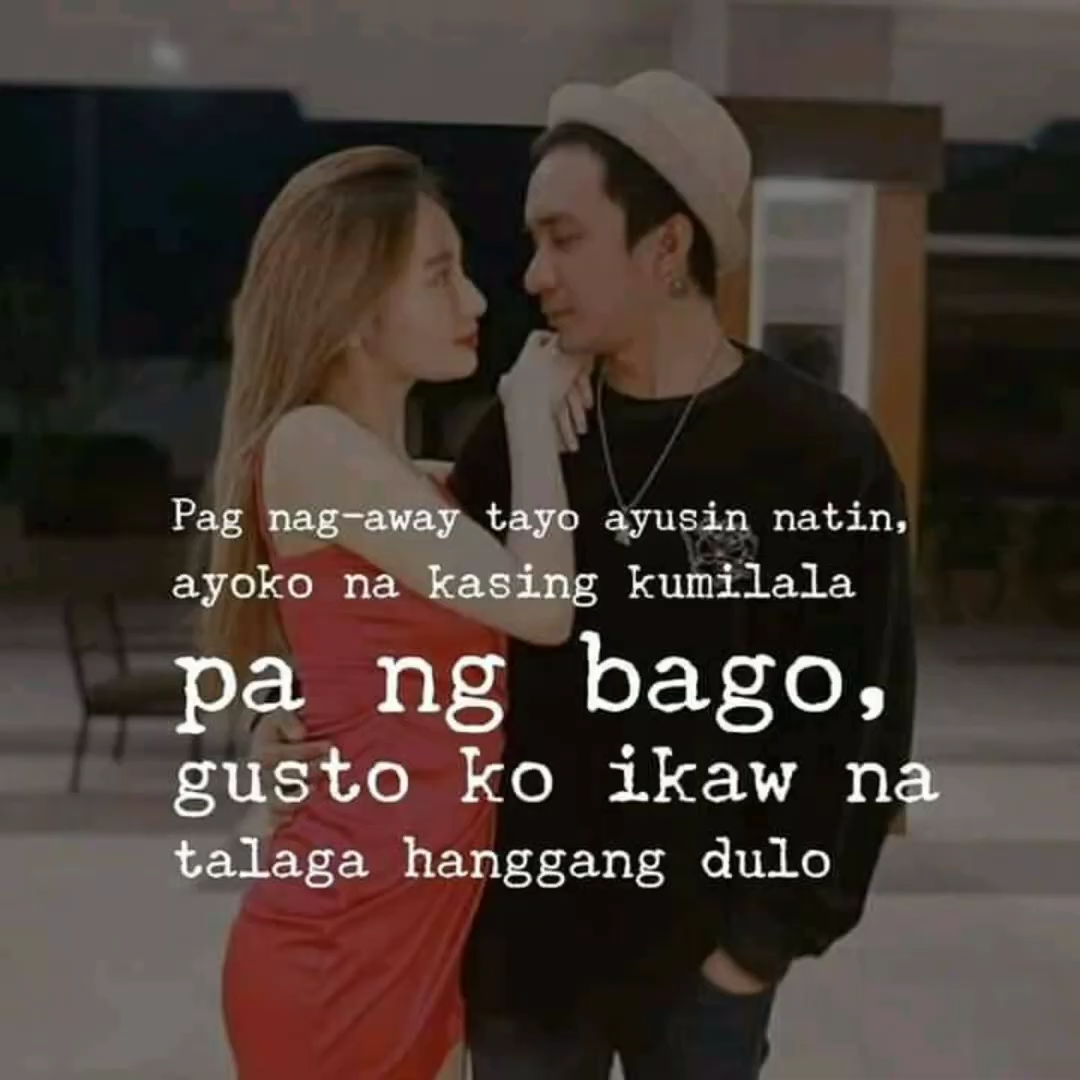 Pag nag-away tayo ayusin natin,
ayoko na kasing kumilala
pa ng bago,
gusto ko ikaw na
talaga hanggang dulo